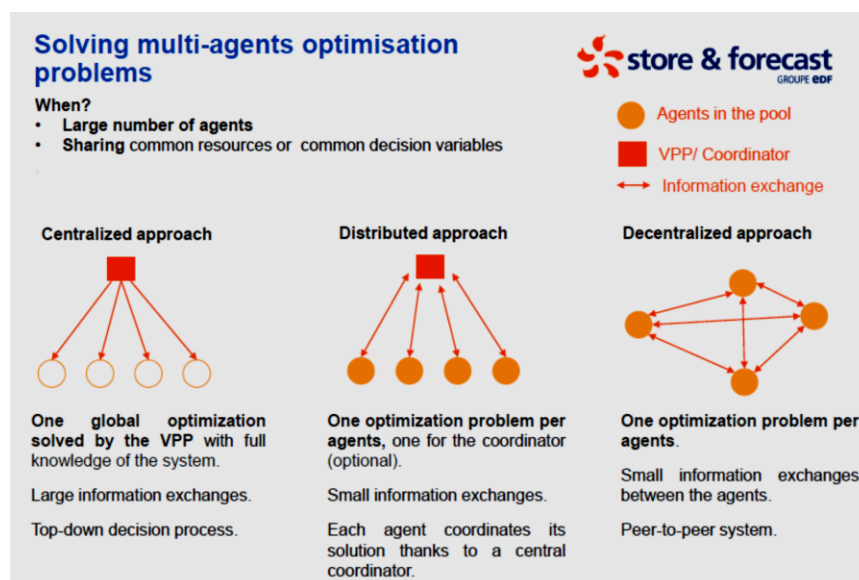 Solving multi-agents optimisation
problems
store & forecast
GROUPE EDF
When?
• Large number of agents
• Sharing common resources or common decision variables
Agents in the pool
VPP/ Coordinator
Information exchange
Centralized approach
One global optimization
solved by the VPP with full
knowledge of the system.
Large information exchanges.
Top-down decision process.
Distributed approach
One optimization problem per
agents, one for the coordinator
(optional).
Small information exchanges.
Each agent coordinates its
solution thanks to a central
coordinator.
Decentralized approach
One optimization problem per
agents.
Small information exchanges
between the agents.
Peer-to-peer system.